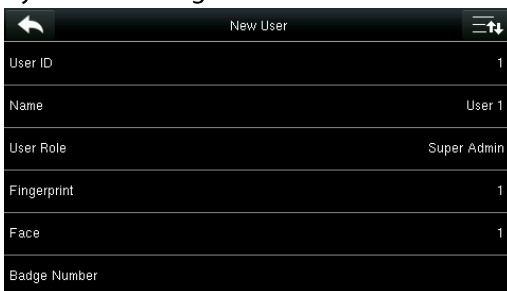 New User
User ID 1
Name User 1
User Role Super Admin
Fingerprint 1
Face 1
Badge Number